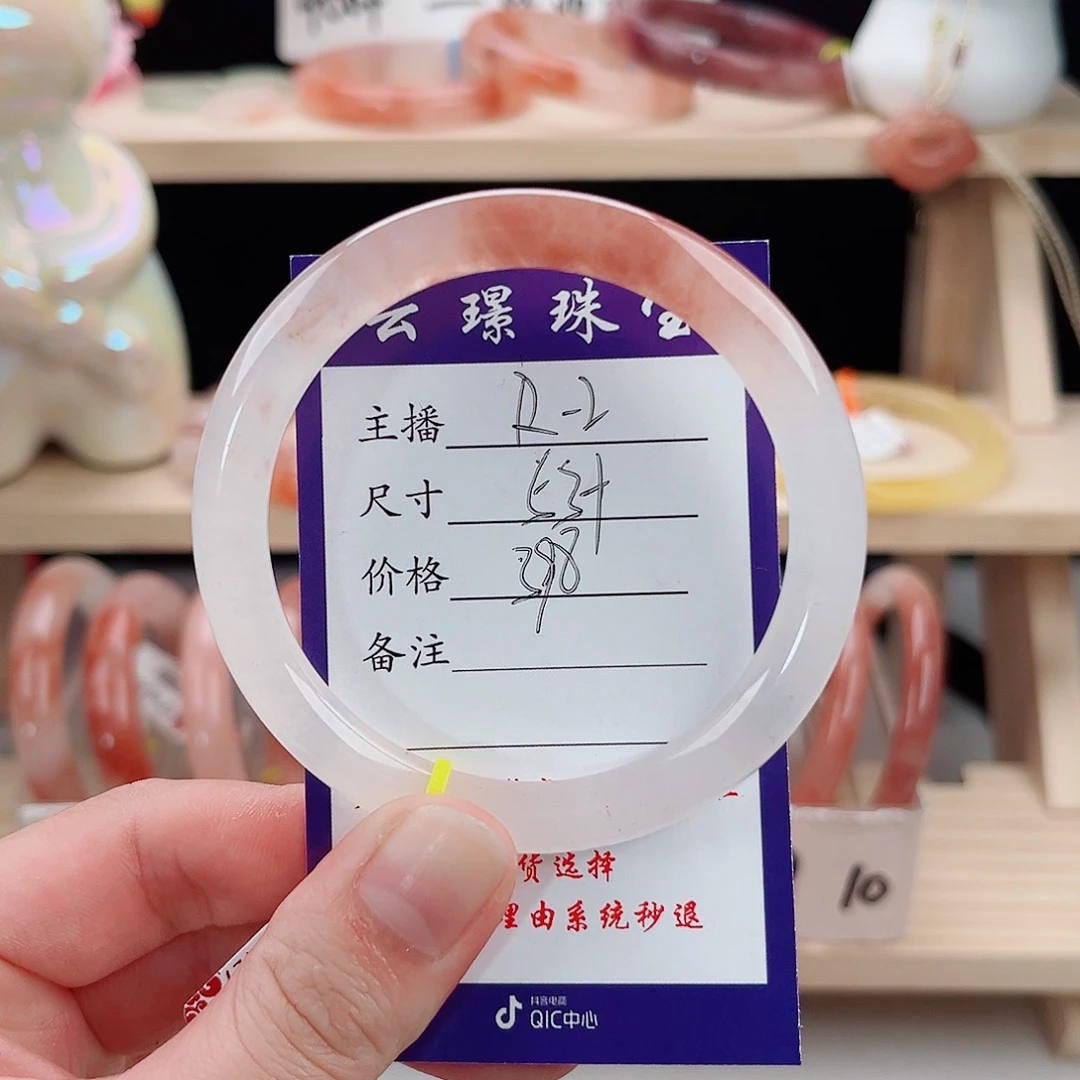 云璟珠宝
主播 R-2
尺寸
价格 398
备注
货选择
理由系统秒退
抖音电商
QIC中心
10